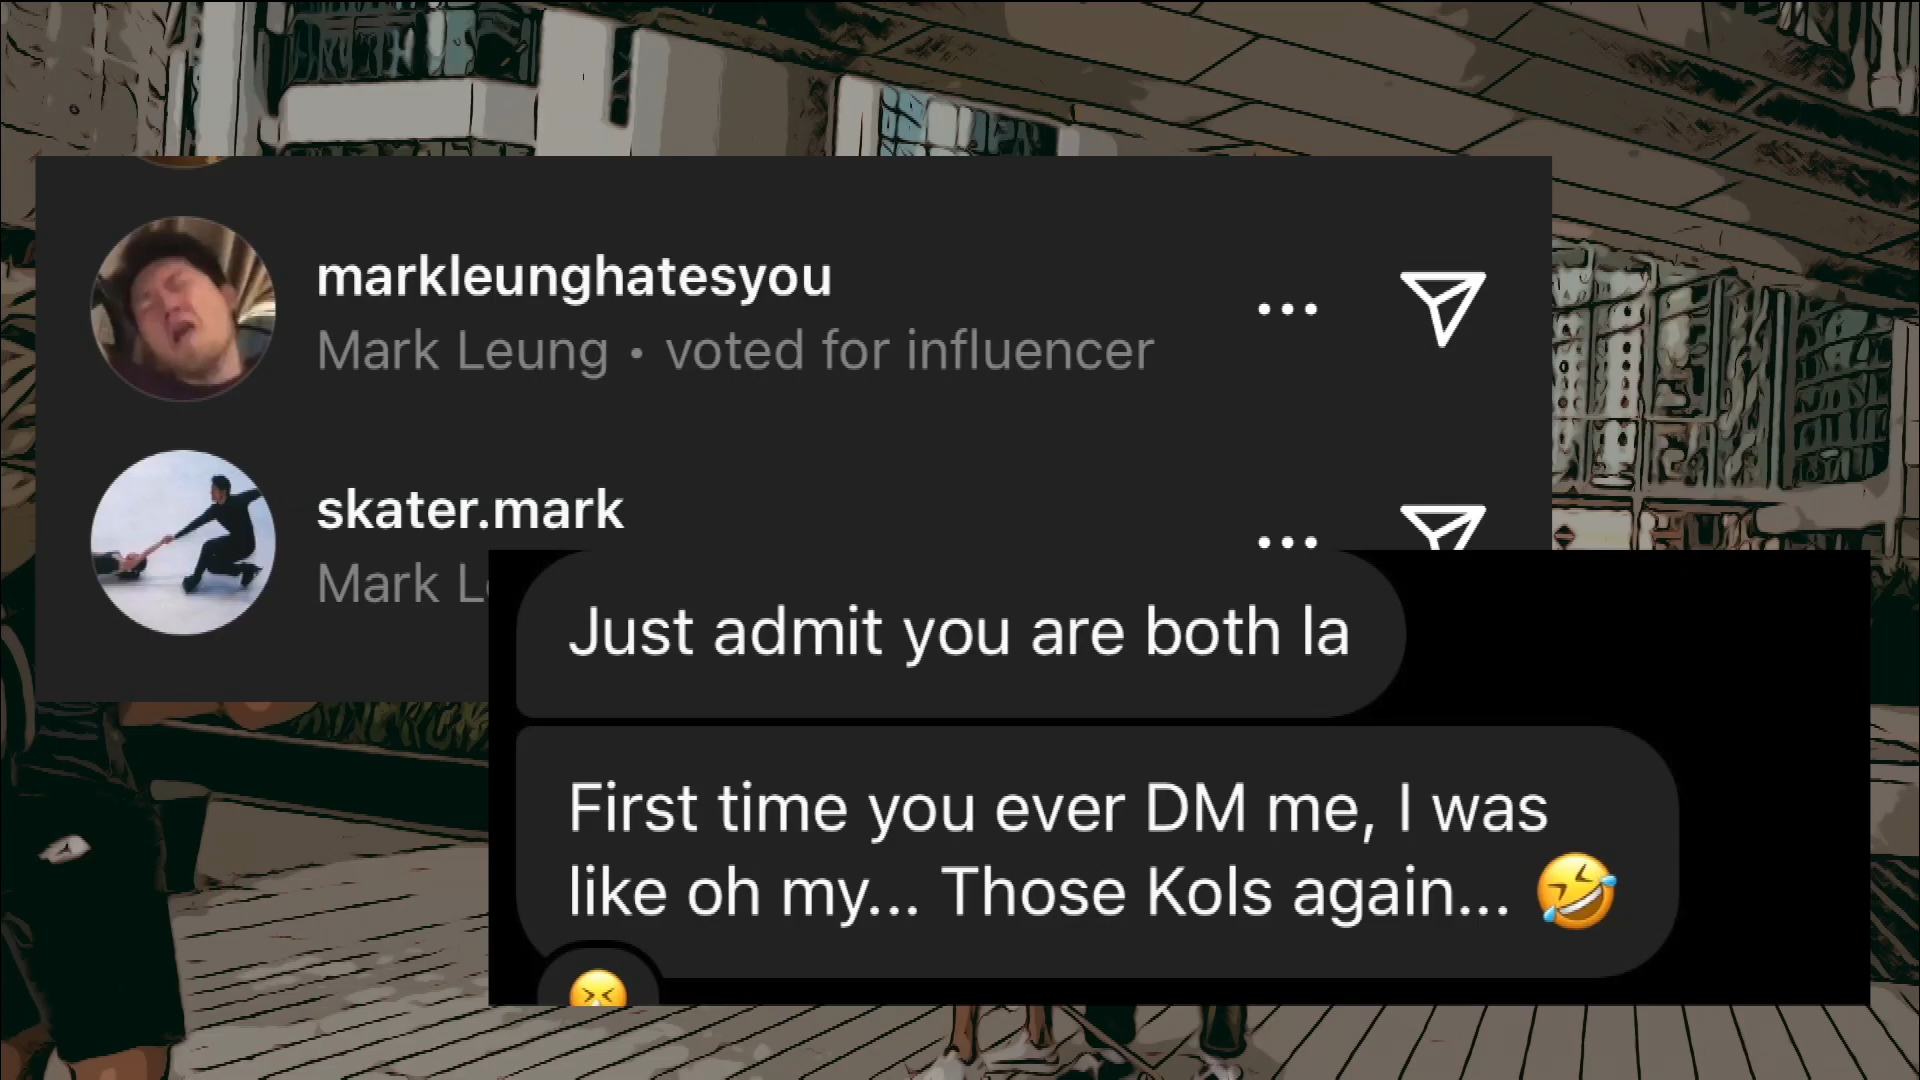 markleunghatesyou
Mark Leung • voted for influencer
skater.mark
Mark
Just admit you are both la
First time you ever DM me, I was
like oh my... Those Kols again... 🤣